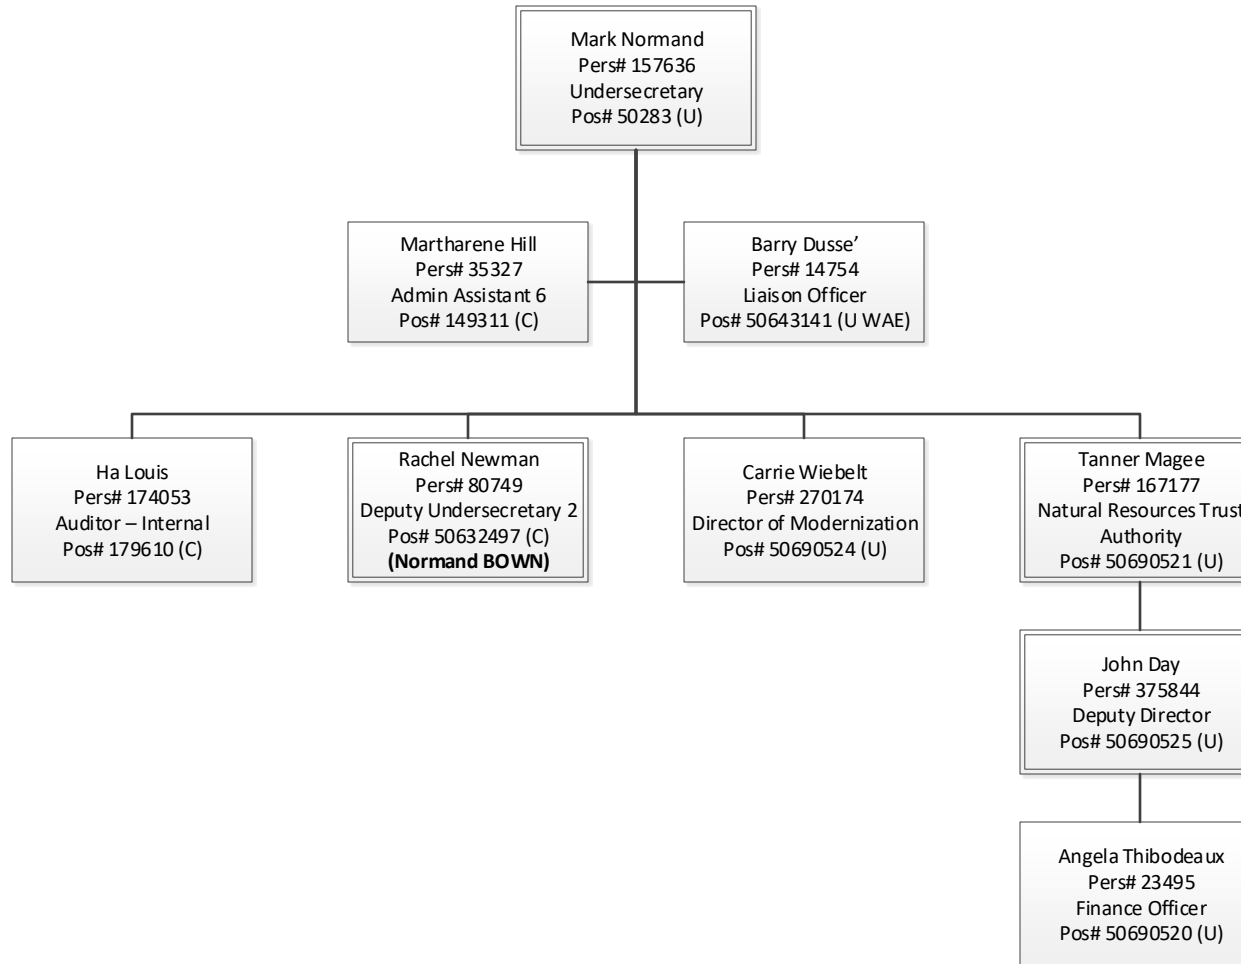 Mark Normand
Pers# 157636
Undersecretary
Pos# 50283 (U)
Martharene Hill
Pers# 35327
Admin Assistant 6
Pos# 149311 (C)
Barry Dusse’
Pers# 14754
Liaison Officer
Pos# 50643141 (U WAE)
Ha Louis
Pers# 174053
Auditor – Internal
Pos# 179610 (C)
Rachel Newman
Pers# 80749
Deputy Undersecretary 2
Pos# 50632497 (C)
(Normand BOWN)
Carrie Wiebelt
Pers# 270174
Director of Modernization
Pos# 50690524 (U)
Tanner Magee
Pers# 167177
Natural Resources Trust
Authority
Pos# 50690521 (U)
John Day
Pers# 375844
Deputy Director
Pos# 50690525 (U)
Angela Thibodeaux
Pers# 23495
Finance Officer
Pos# 50690520 (U)